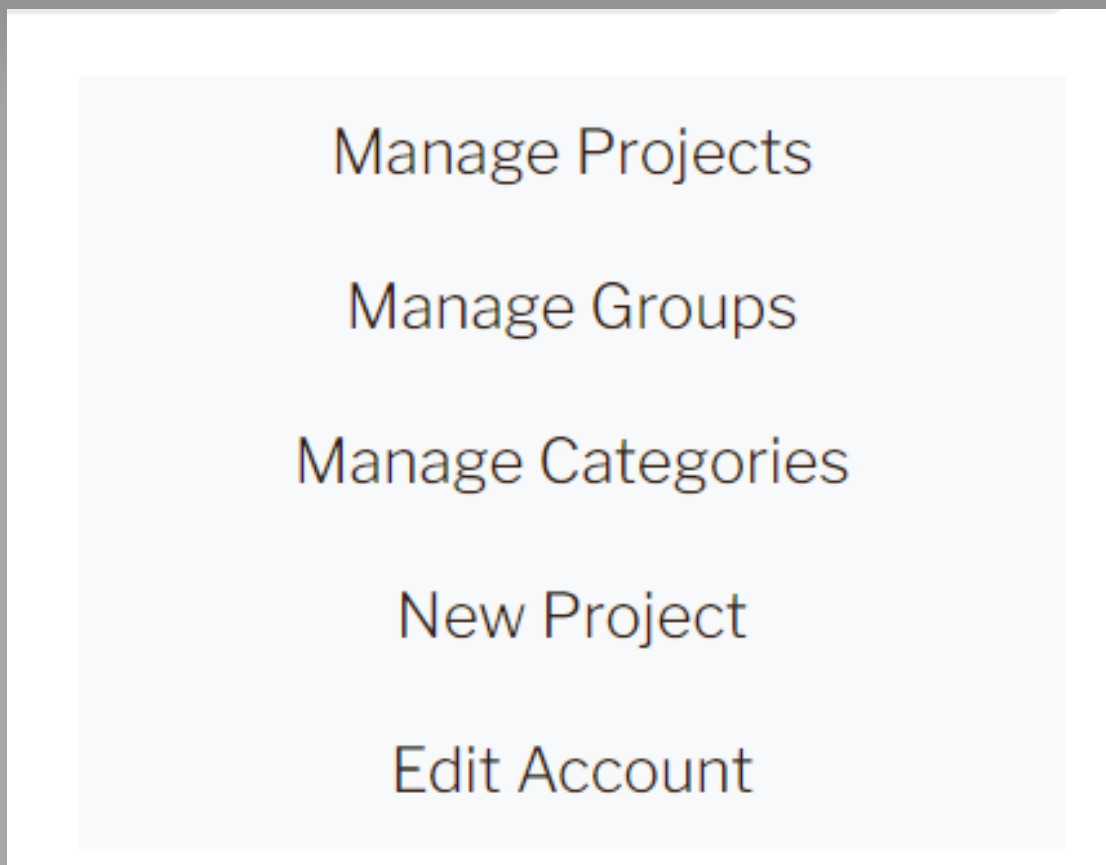 Manage Projects
Manage Groups
Manage Categories
New Project
Edit Account